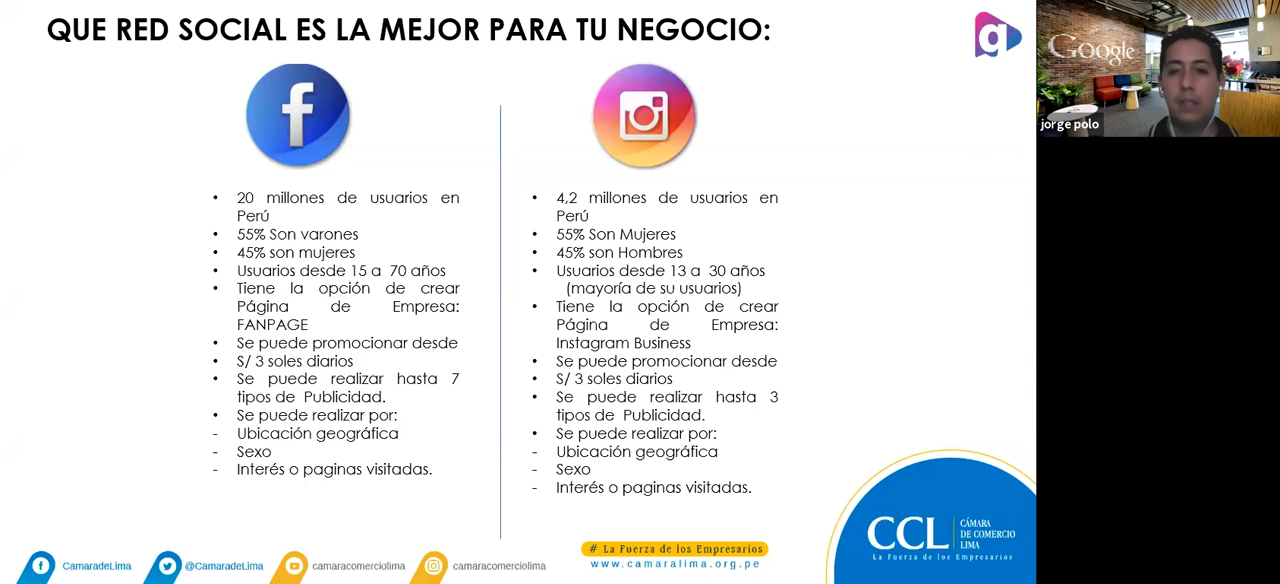 QUE RED SOCIAL ES LA MEJOR PARA TU NEGOCIO:
• 20 millones de usuarios en
Perú
• 55% Son varones
• 45% son mujeres
• Usuarios desde 15 a 70 años
• Tiene la opción de crear
Página de Empresa:
FANPAGE
• Se puede promocionar desde
• S/ 3 soles diarios
• Se puede realizar hasta 7
tipos de Publicidad.
• Se puede realizar por:
- Ubicación geográfica
- Sexo
- Interés o paginas visitadas.
• 4,2 millones de usuarios en
Perú
• 55% Son Mujeres
• 45% son Hombres
• Usuarios desde 13 a 30 años
(mayoría de su usuarios)
• Tiene la opción de crear
Página de Empresa:
Instagram Business
• Se puede promocionar desde
• S/ 3 soles diarios
• Se puede realizar hasta 3
tipos de Publicidad.
• Se puede realizar por:
- Ubicación geográfica
- Sexo
- Interés o paginas visitadas.
g
Google
jorge polo
CCL
CÁMARA
DE COMERCIO
LIMA
La Fuerza de los Empresarios
CamaradeLima
@CamaradeLima
camaracomerciolima
camaracomerciolima
# La Fuerza de los Empresarios
www.camaralima.org.pe